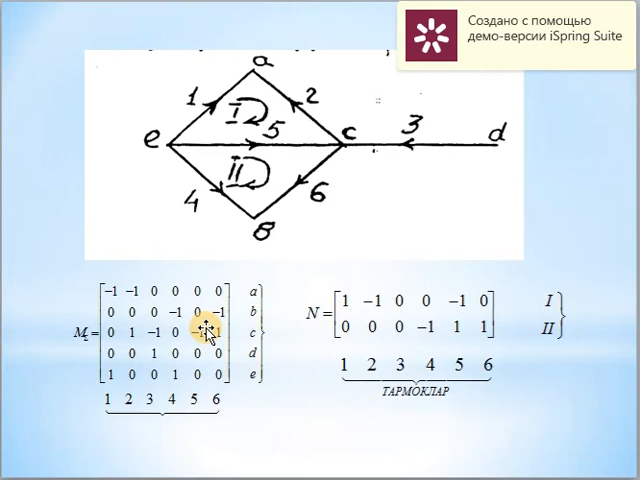 Создано с помощью
демо-версии iSpring Suite
a
1 I 5 2
e c 3 d
II
4 6
B
M_Σ =
-1 -1 0 0 0 0 a
0 0 0 -1 0 -1 b
0 1 -1 0 -1 1 c
0 0 1 0 0 0 d
1 0 0 1 0 e
1 2 3 4 5 6
N =
1 -1 0 0 -1 0 I
0 0 0 -1 1 1 II
1 2 3 4 5 6
ТАРМОКЛАР